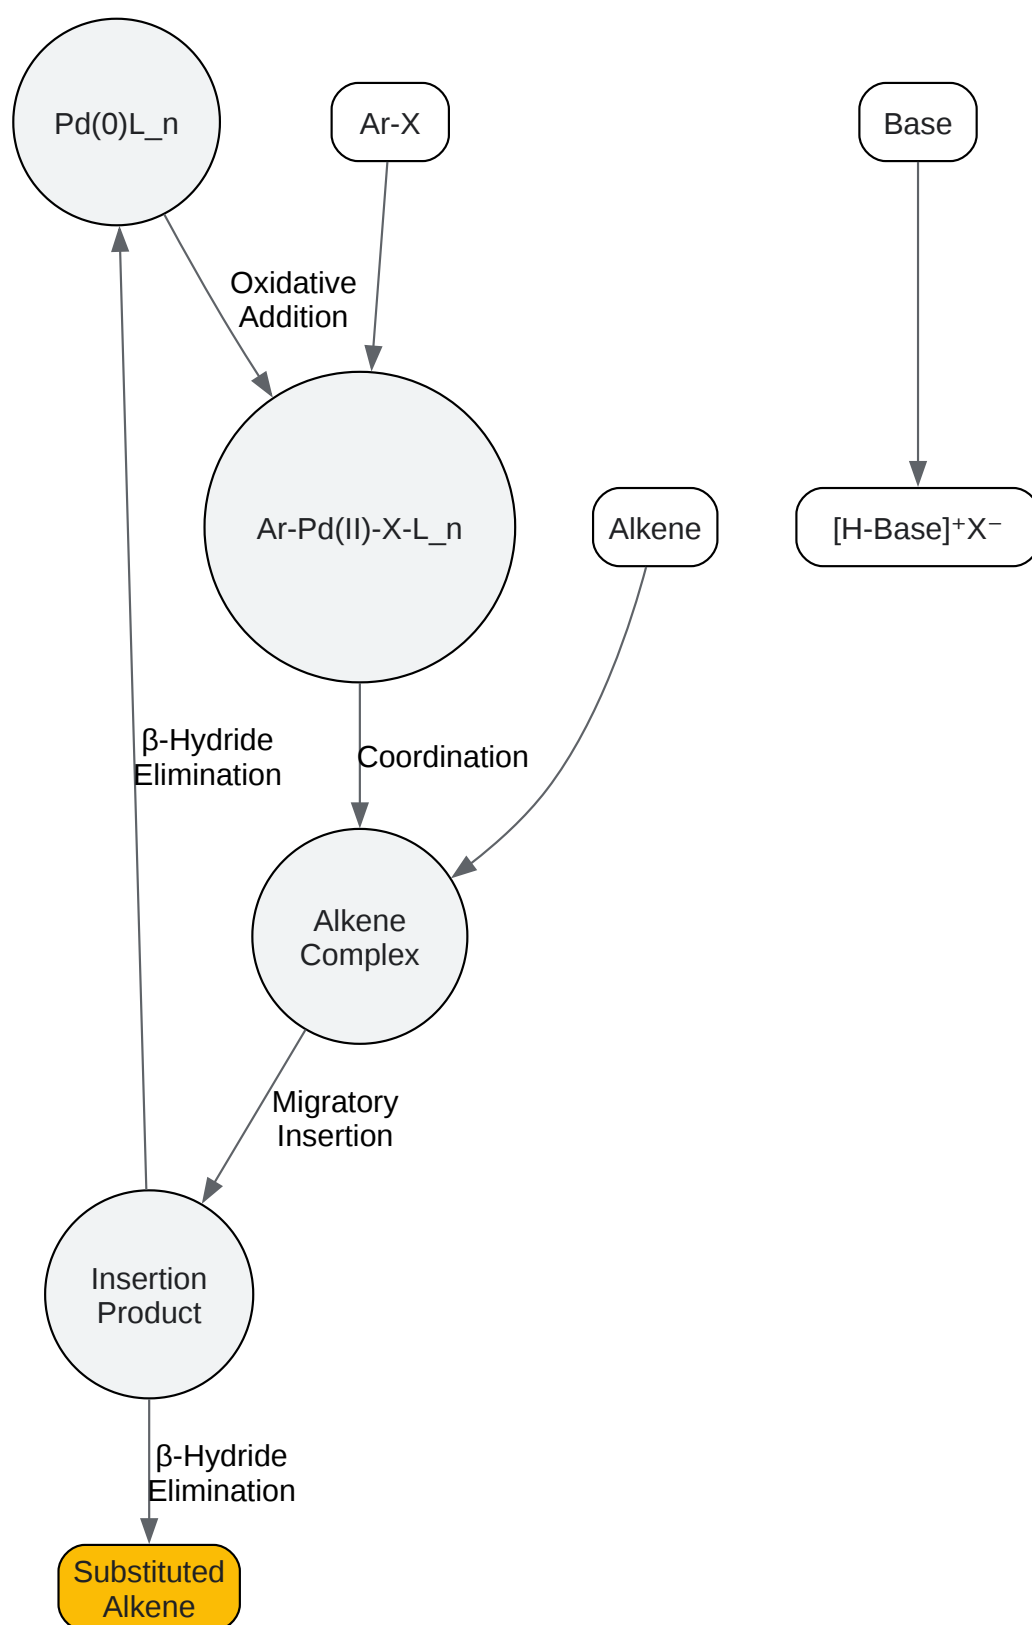 Pd(0)L_n
Ar-X
Base
Oxidative
Addition
Ar-Pd(II)-X-L_n
Alkene
[H-Base]⁺X⁻
β-Hydride
Elimination
Coordination
Alkene
Complex
Migratory
Insertion
Insertion
Product
β-Hydride
Elimination
Substituted
Alkene